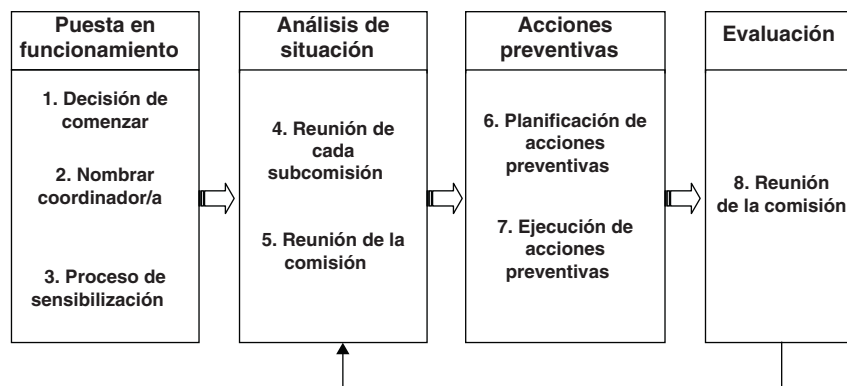 Puesta en
funcionamiento
1. Decisión de
comenzar
2. Nombrar
coordinador/a
3. Proceso de
sensibilización
Análisis de
situación
4. Reunión de
cada
subcomisión
5. Reunión de la
comisión
Acciones
preventivas
6. Planificación de
acciones
preventivas
7. Ejecución de
acciones
preventivas
Evaluación
8. Reunión
de la comisión